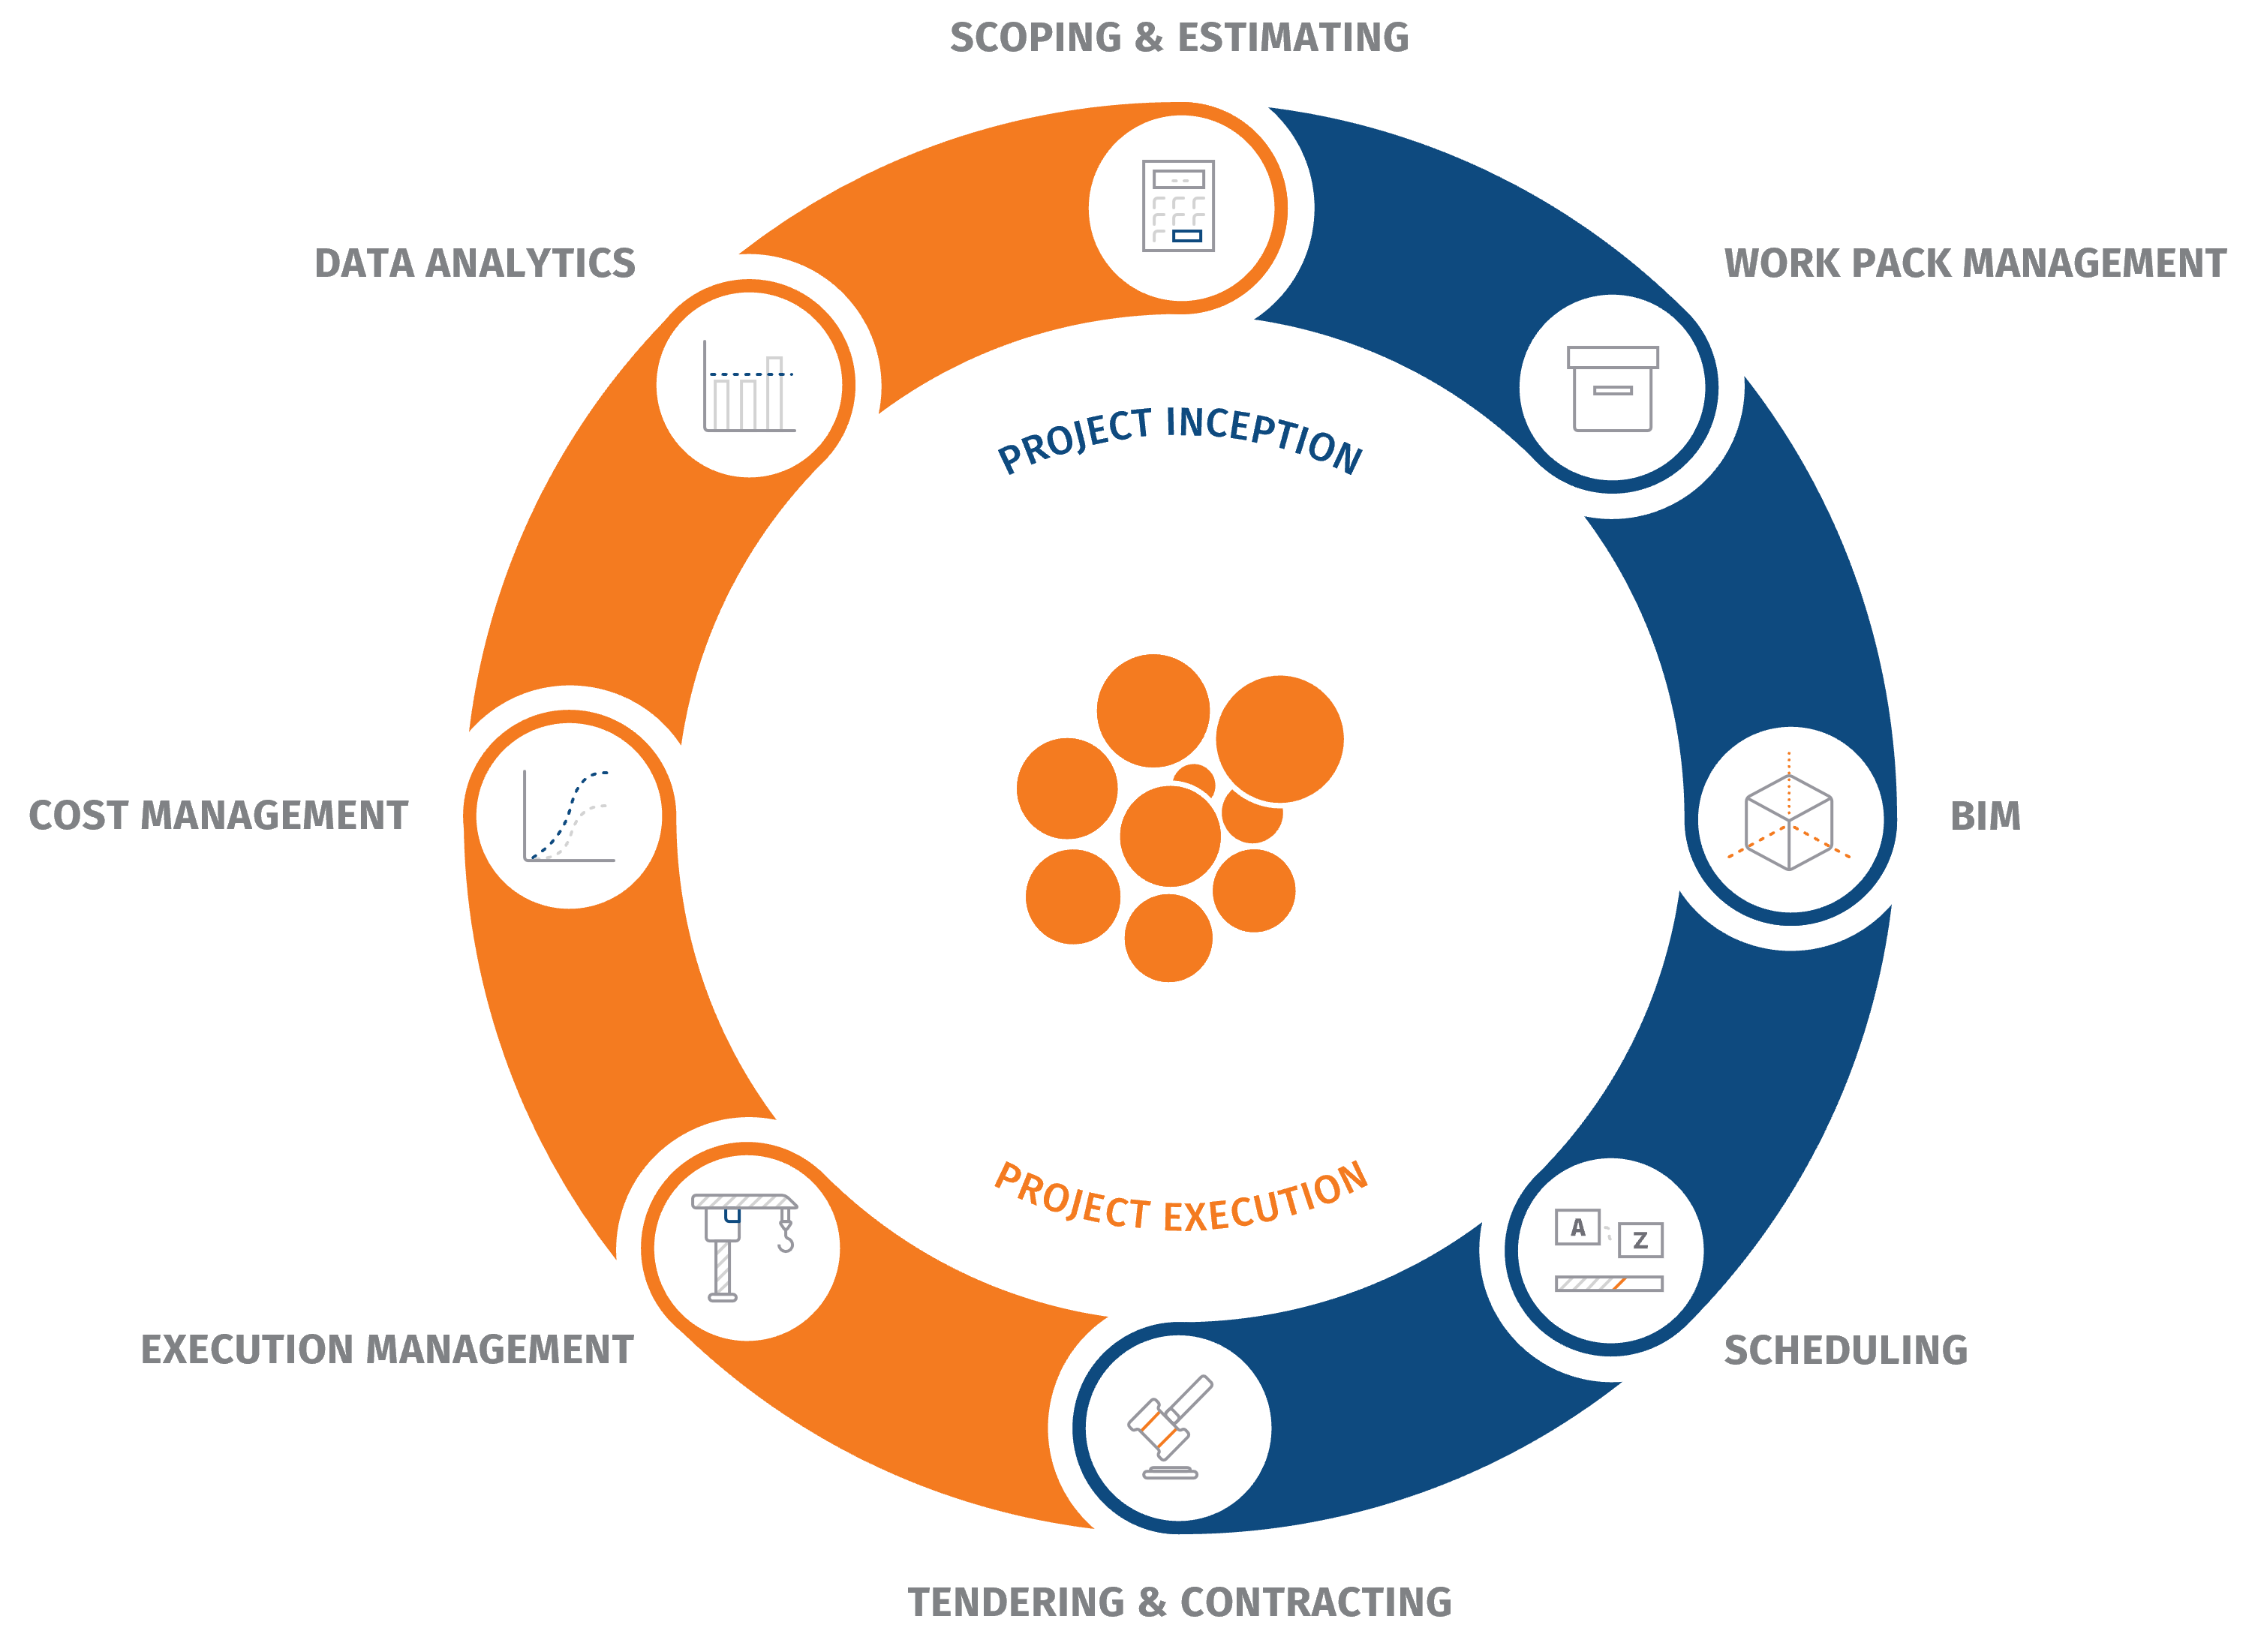 SCOPING & ESTIMATING
DATA ANALYTICS
WORK PACK MANAGEMENT
PROJECT INCEPTION
COST MANAGEMENT
BIM
PROJECT EXECUTION
A
Z
EXECUTION MANAGEMENT
SCHEDULING
TENDERING & CONTRACTING